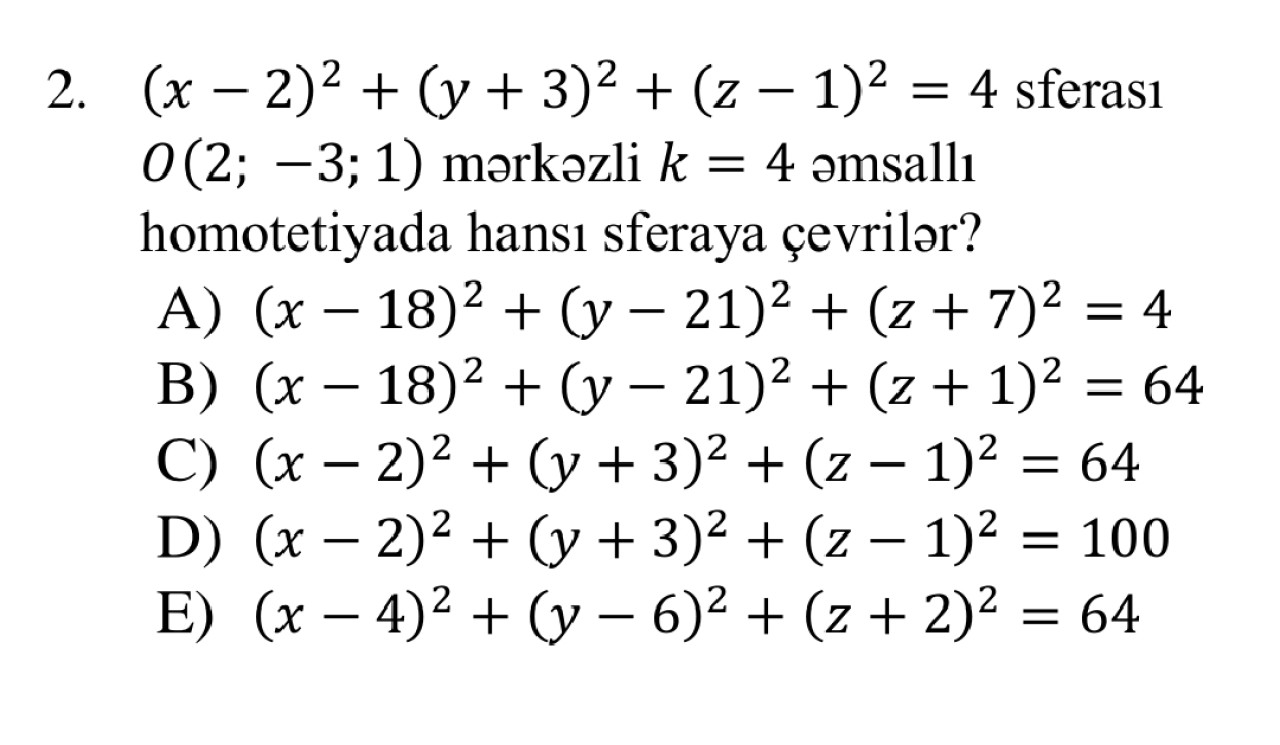 2. (x − 2)² + (y + 3)² + (z − 1)² = 4 sferası
O(2; −3; 1) mərkəzli k = 4 əmsallı
homotetiyada hansı sferaya çevrilər?
A) (x − 18)² + (y − 21)² + (z + 7)² = 4
B) (x − 18)² + (y − 21)² + (z + 1)² = 64
C) (x − 2)² + (y + 3)² + (z − 1)² = 64
D) (x − 2)² + (y + 3)² + (z − 1)² = 100
E) (x − 4)² + (y − 6)² + (z + 2)² = 64